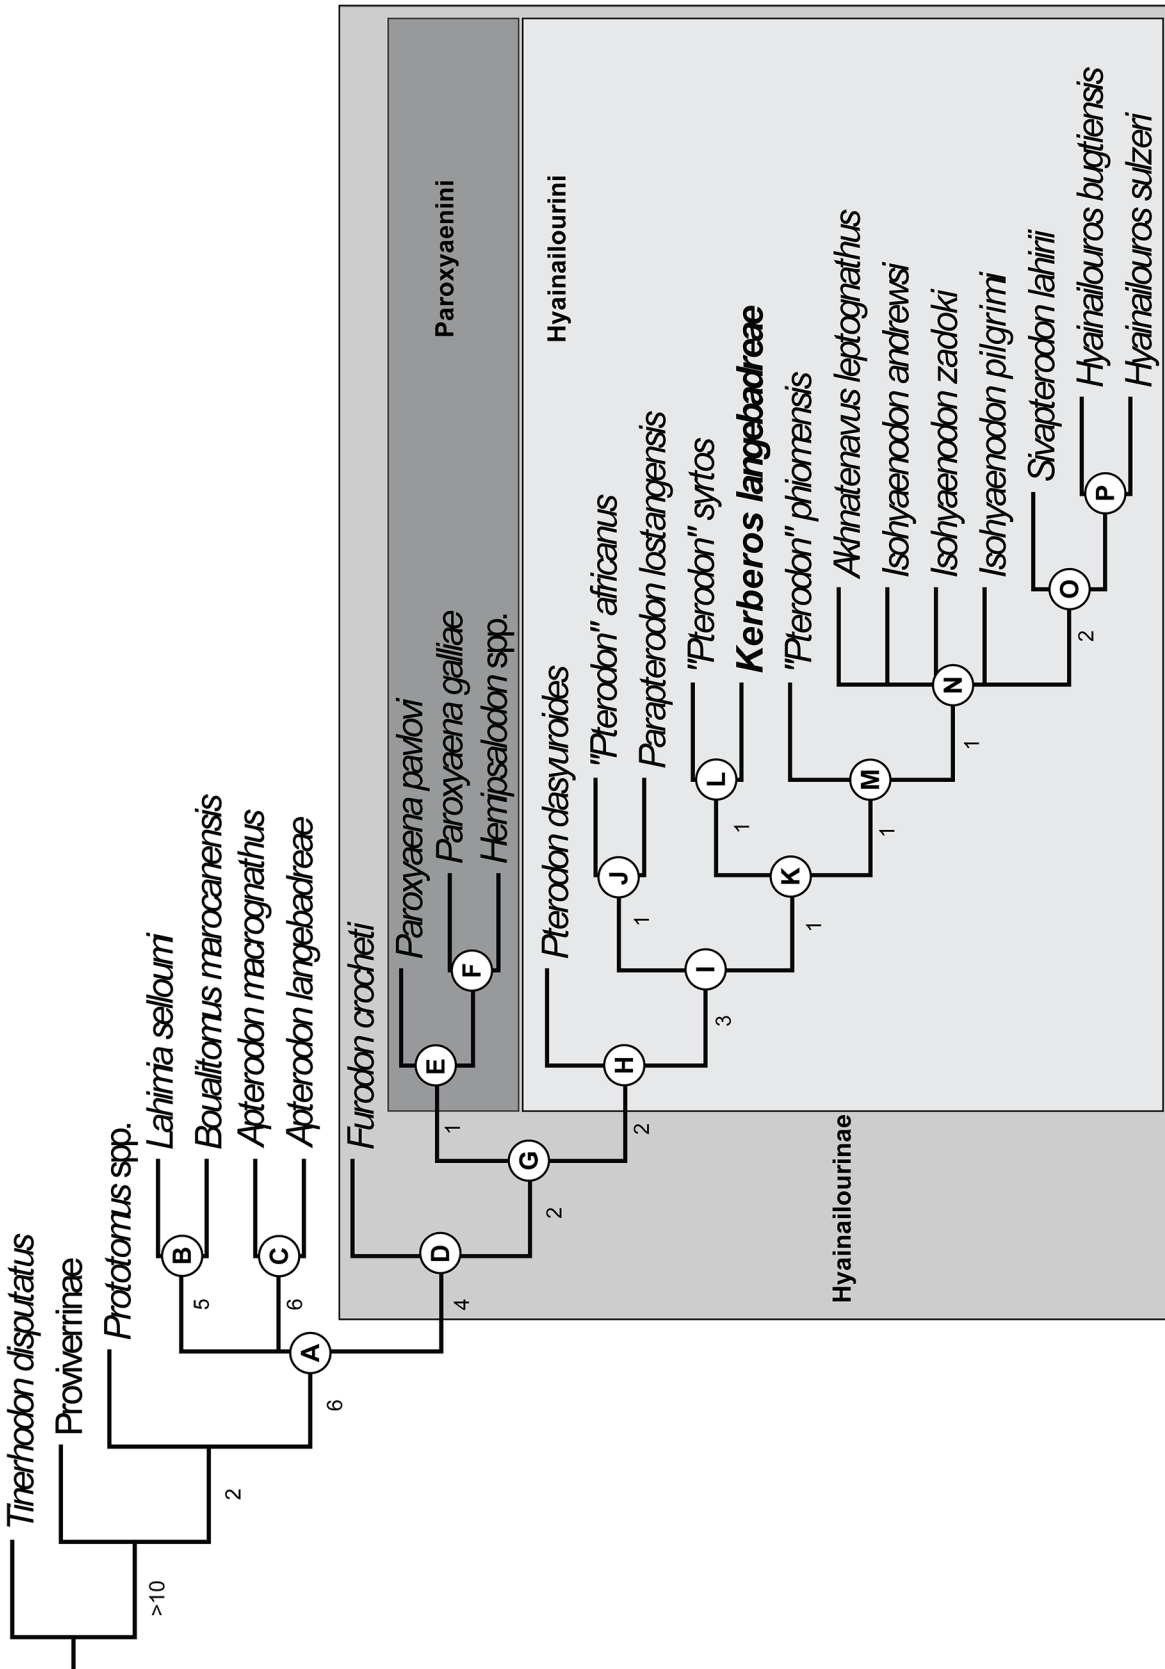 Tinerhodon disputatus
Proviverrinae
Prototomus spp.
Lahimia selloumi
Boualitomus marocanensis
Apterodon macrognathus
Apterodon langebadreae
Furodon crocheti
Paroxyaena pavlovi
Paroxyaena galliae
Hemipsalodon spp.
Paroxyaenini
Hyainailourini
Pterodon dasyuroides
"Pterodon" africanus
Parapterodon lostangensis
"Pterodon" syrtos
Kerberos langebadreae
"Pterodon" phiomensis
Akhnatenavus leptognathus
Isohyaenodon andrewsi
Isohyaenodon zadoki
Isohyaenodon pilgrimi
Sivapterodon lahirii
Hyainailouros bugtiensis
Hyainailouros sulzeri
Hyainailourinae
>10
2
6
A
5
B
6
C
4
D
2
G
1
E
F
2
H
3
I
1
J
1
K
1
L
1
M
1
N
2
O
P